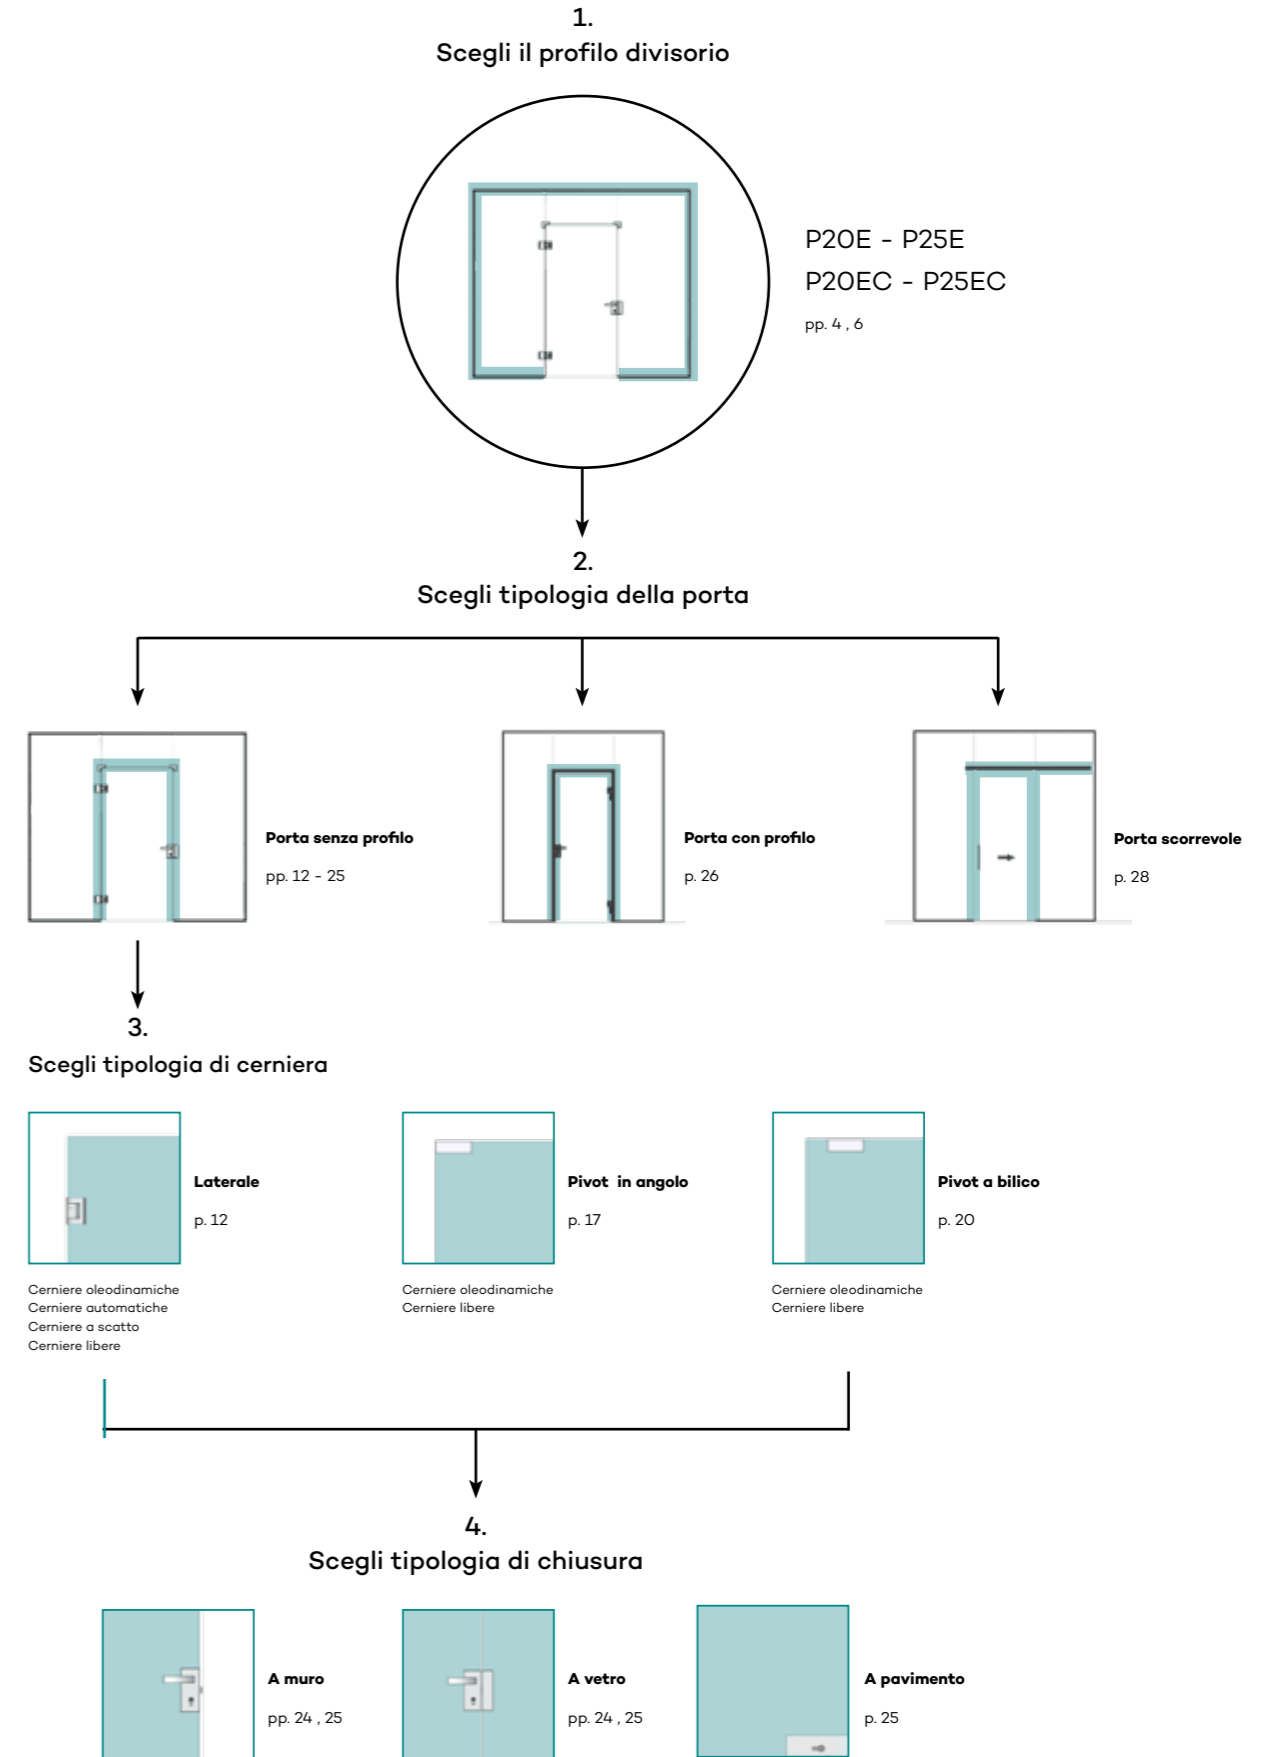 1.
Scegli il profilo divisorio
P20E - P25E
P20EC - P25EC
pp. 4 , 6
2.
Scegli tipologia della porta
Porta senza profilo
pp. 12 - 25
Porta con profilo
p. 26
Porta scorrevole
p. 28
3.
Scegli tipologia di cerniera
Laterale
p. 12
Cerniere oleodinamiche
Cerniere automatiche
Cerniere a scatto
Cerniere libere
Pivot in angolo
p. 17
Cerniere oleodinamiche
Cerniere libere
Pivot a bilico
p. 20
Cerniere oleodinamiche
Cerniere libere
4.
Scegli tipologia di chiusura
A muro
pp. 24 , 25
A vetro
pp. 24 , 25
A pavimento
p. 25